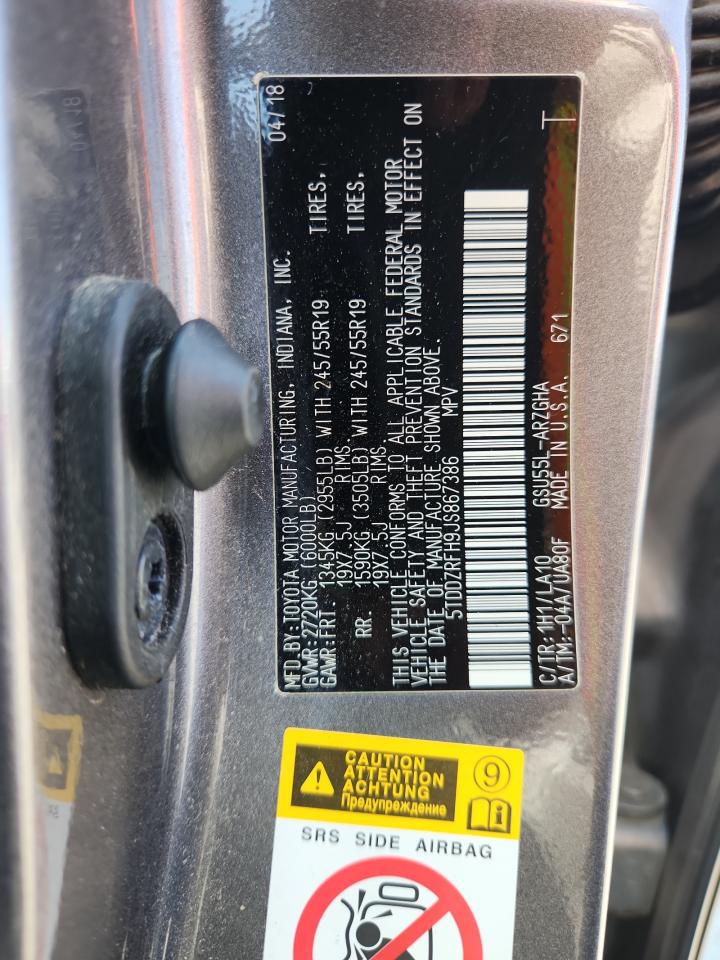 04/18
MFD.BY:TOYOTA MOTOR MANUFACTURING, INDIANA, INC.
GVWR:2720KG (6000LB)
GAWR:FRT. 1345KG (2955LB) WITH 245/55R19 TIRES,
19X7.5J RIMS
RR. 1590KG (3505LB) WITH 245/55R19 TIRES,
19X7.5J RIMS
THIS VEHICLE CONFORMS TO ALL APPLICABLE FEDERAL MOTOR
VEHICLE SAFETY AND THEFT PREVENTION STANDARDS IN EFFECT ON
THE DATE OF MANUFACTURE SHOWN ABOVE.
5TDDZRFH9JS867386 MPV
C/TR:1H1/LA10 GSU55L-ARZGHA
A/TM:-04A/U0A80F MADE IN U.S.A. 671
CAUTION
ATTENTION
ACHTUNG
Предупреждение
9
i
SRS SIDE AIRBAG